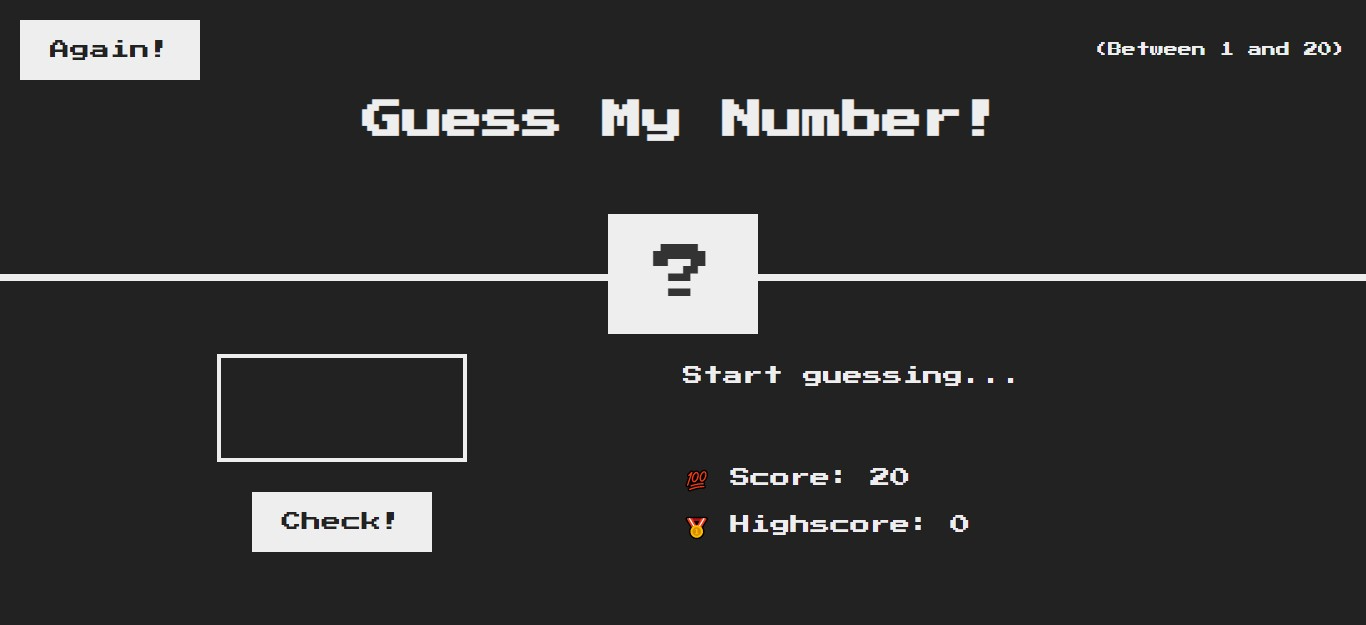 Again!
(Between 1 and 20)
Guess My Number!
?
Start guessing...
💯 Score: 20
🥇 Highscore: 0
Check!